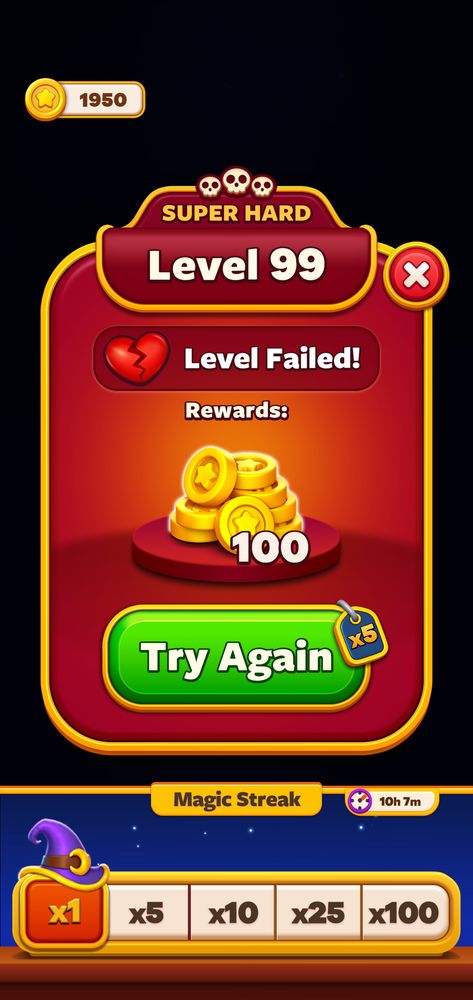 1950
SUPER HARD
Level 99
Level Failed!
Rewards:
100
Try Again
x5
Magic Streak
10h 7m
x1
x5
x10
x25
x100